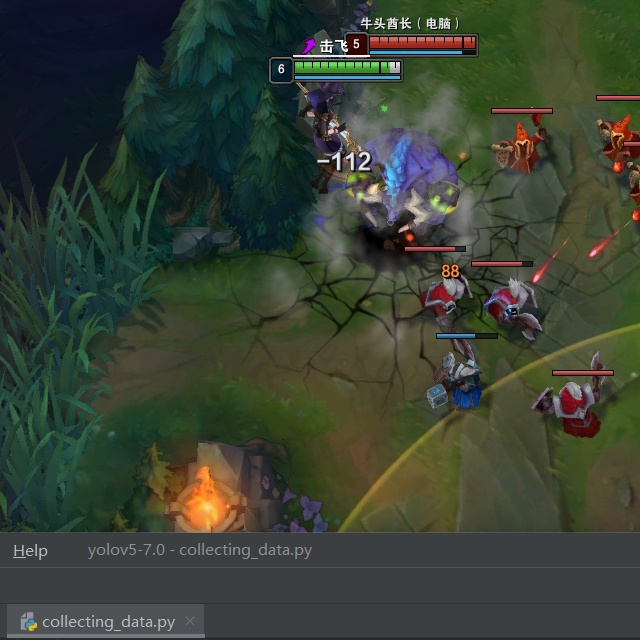 牛头酋长（电脑）
击飞 5
6
-112
88
Help yolov5-7.0 - collecting_data.py
collecting_data.py